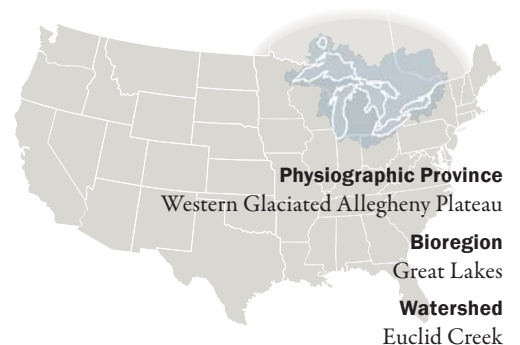 Physiographic Province
Western Glaciated Allegheny Plateau
Bioregion
Great Lakes
Watershed
Euclid Creek